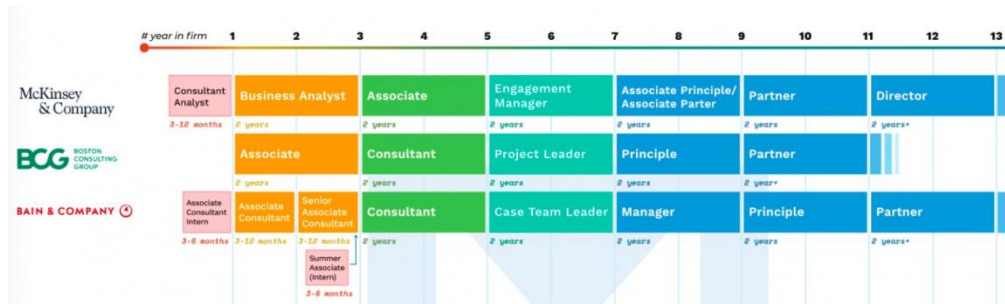 # year in firm 1 2 3 4 5 6 7 8 9 10 11 12 13
McKinsey
& Company
Consultant
Analyst
Business Analyst
Associate
Engagement
Manager
Associate Principle/
Associate Parter
Partner
Director
3-12 months
2 years
2 years
2 years
2 years
2 years
2 years+
BCG
BOSTON
CONSULTING
GROUP
Associate
Consultant
Project Leader
Principle
Partner
2 years
2 years
2 years
2 years
2 year+
BAIN & COMPANY
Associate
Consultant
Intern
Associate
Consultant
Senior
Associate
Consultant
Consultant
Case Team Leader
Manager
Principle
Partner
3-6 months
3-12 months
3-12 months
2 years
2 years
2 years
2 years
2 years+
Summer
Associate
(Intern)
3-6 months